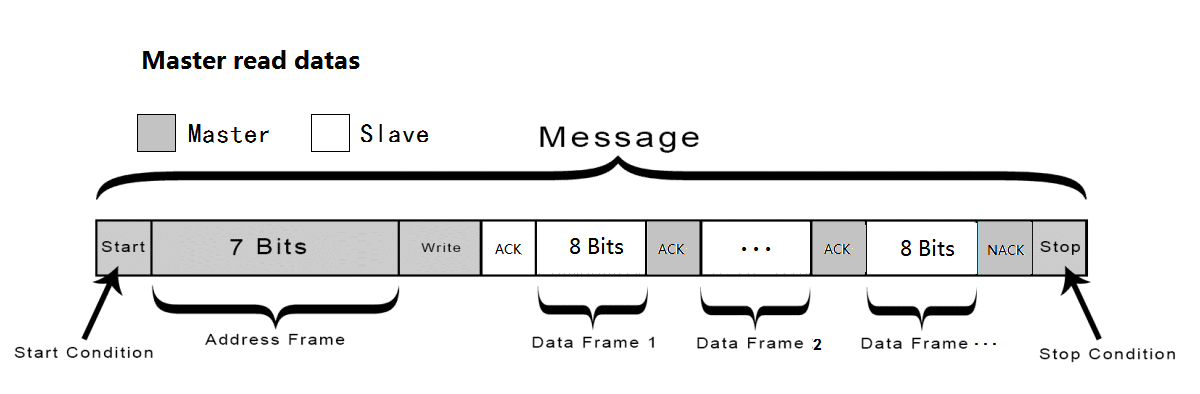 Master read datas
Master Slave
Message
Start 7 Bits Write ACK 8 Bits ACK ... ACK 8 Bits NACK Stop
Address Frame Data Frame 1 Data Frame 2 Data Frame ...
Start Condition Stop Condition